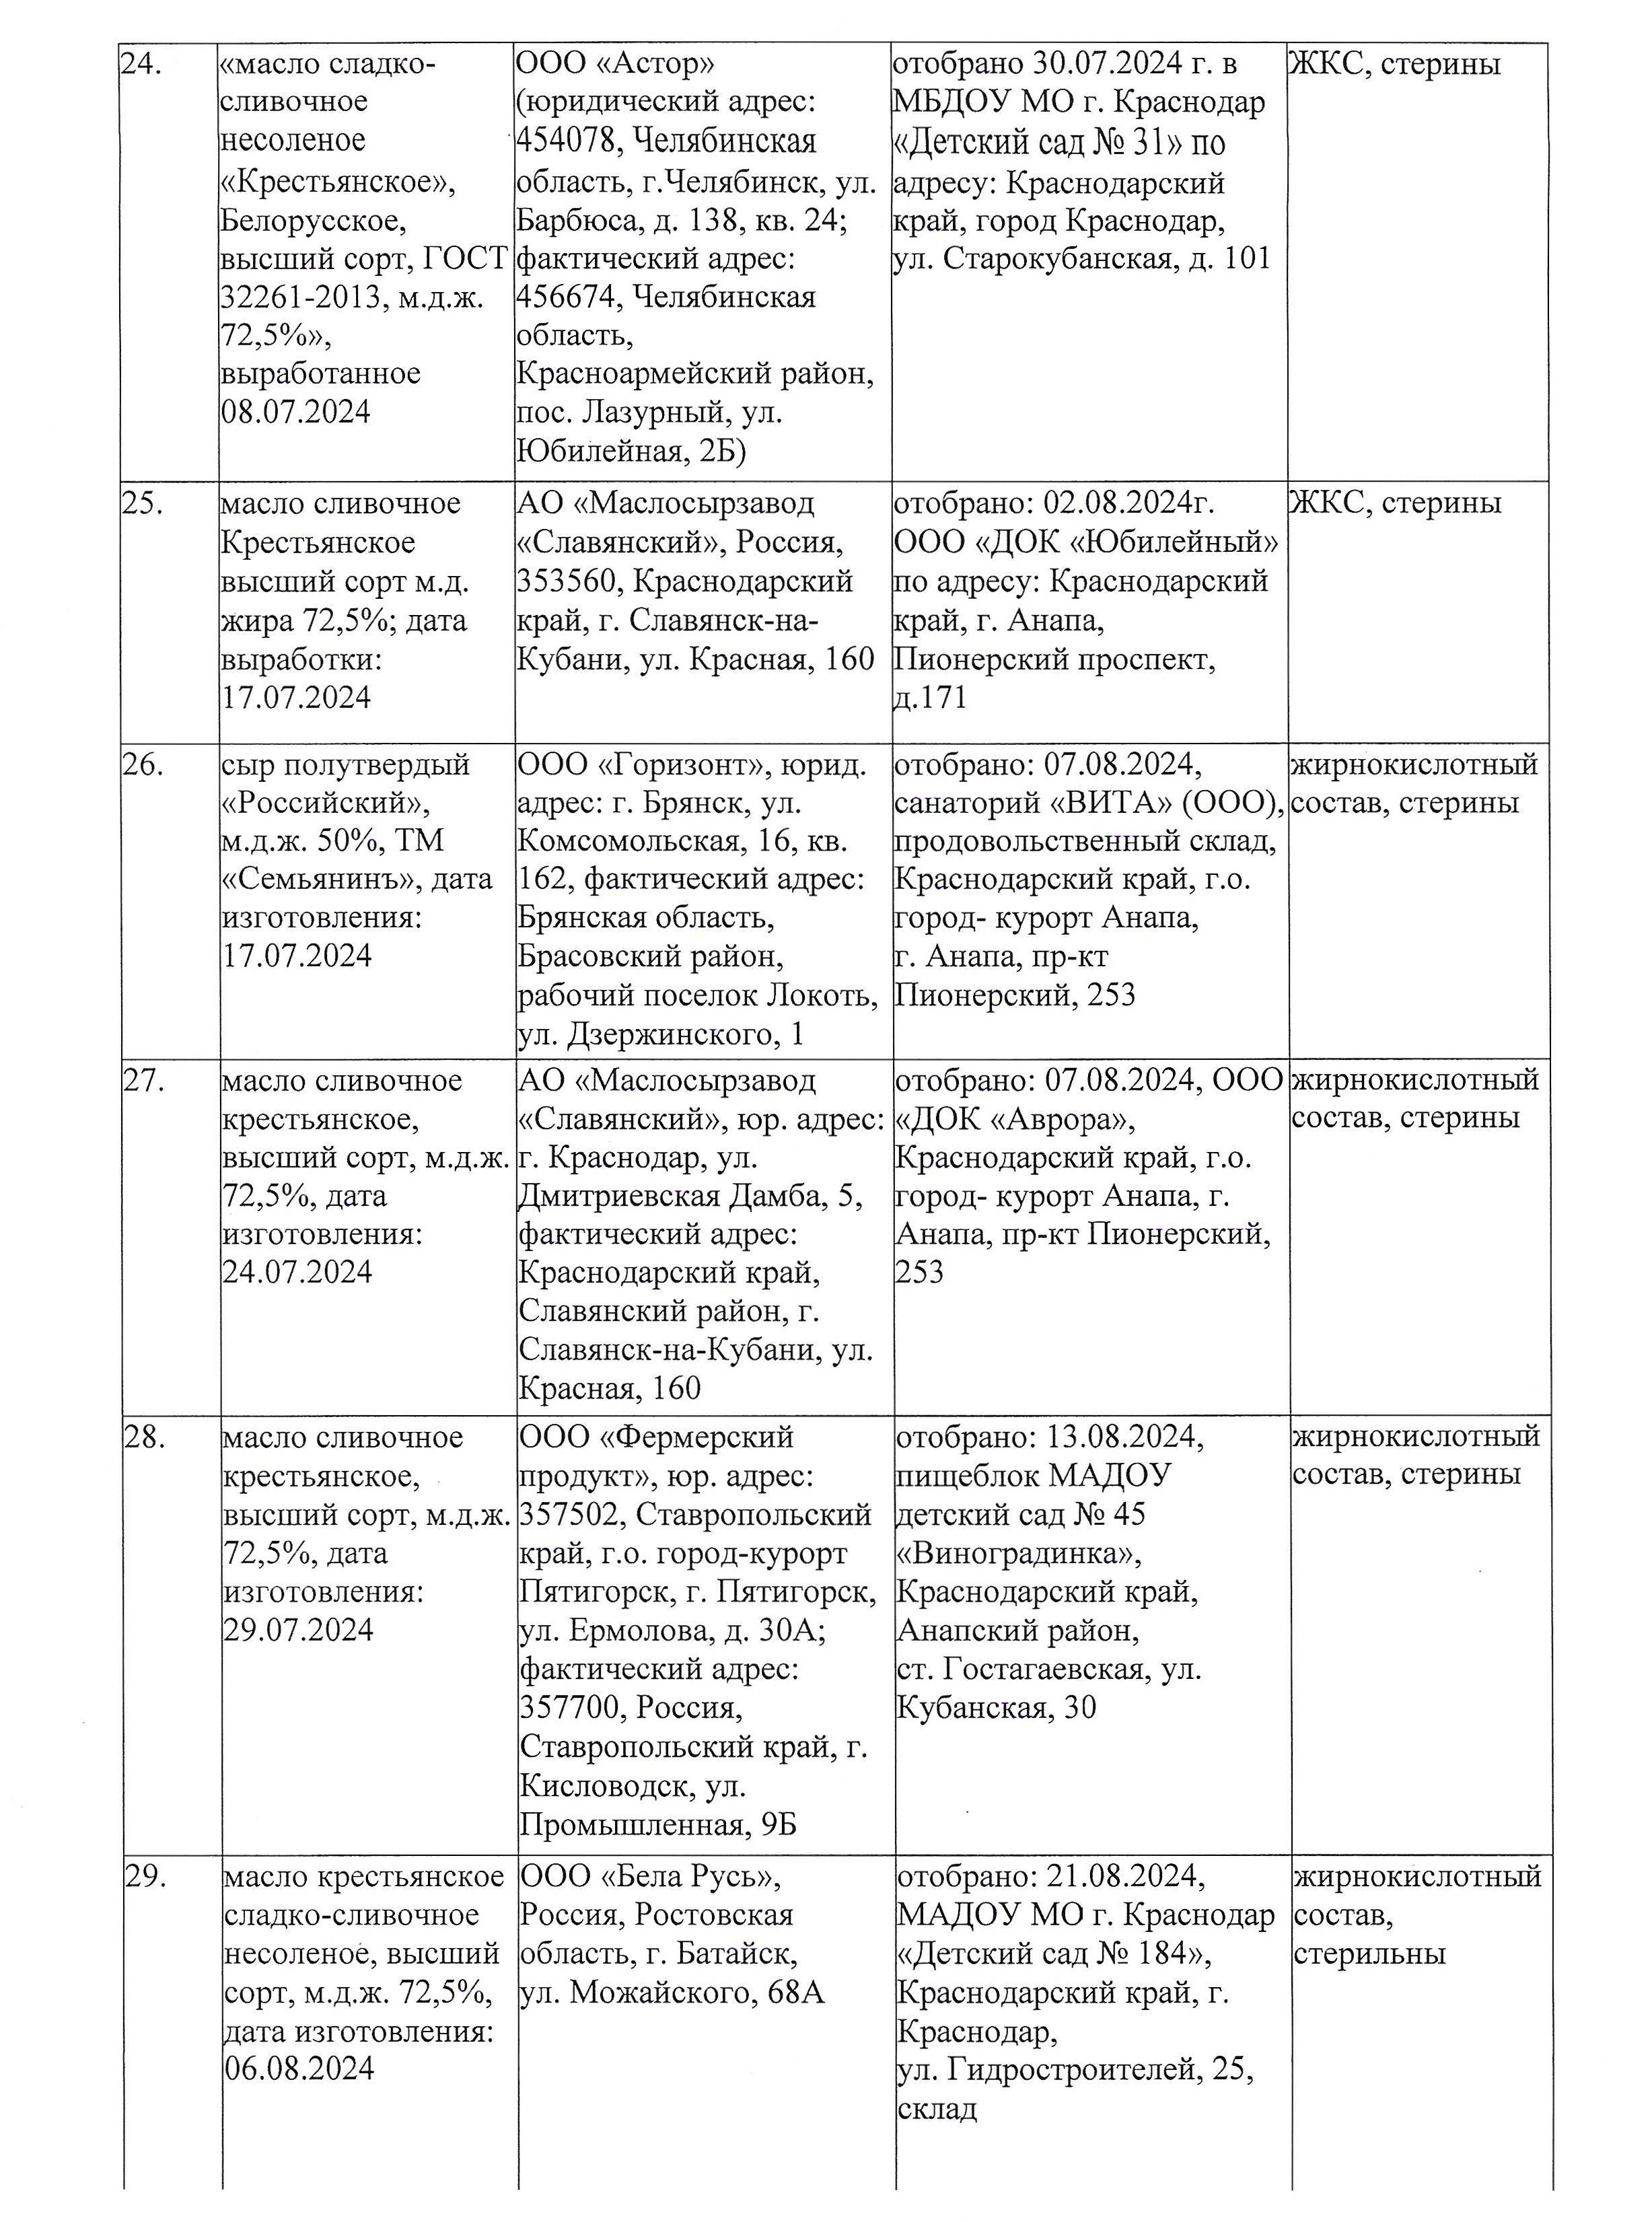 24.
«масло сладко-
сливочное
несоленое
«Крестьянское»,
Белорусское,
высший сорт, ГОСТ
32261-2013, м.д.ж.
72,5%»,
выработанное
08.07.2024
ООО «Астор»
(юридический адрес:
454078, Челябинская
область, г.Челябинск, ул.
Барбюса, д. 138, кв. 24;
фактический адрес:
456674, Челябинская
область,
Красноармейский район,
пос. Лазурный, ул.
Юбилейная, 2Б)
отобрано 30.07.2024 г. в
МБДОУ МО г. Краснодар
«Детский сад № 31» по
адресу: Краснодарский
край, город Краснодар,
ул. Старокубанская, д. 101
ЖКС, стерины
25.
масло сливочное
Крестьянское
высший сорт м.д.
жира 72,5%; дата
выработки:
17.07.2024
АО «Маслосырзавод
«Славянский», Россия,
353560, Краснодарский
край, г. Славянск-на-
Кубани, ул. Красная, 160
отобрано: 02.08.2024г.
ООО «ДОК «Юбилейный»
по адресу: Краснодарский
край, г. Анапа,
Пионерский проспект,
д.171
ЖКС, стерины
26.
сыр полутвердый
«Российский»,
м.д.ж. 50%, ТМ
«Семьянинъ», дата
изготовления:
17.07.2024
ООО «Горизонт», юрид.
адрес: г. Брянск, ул.
Комсомольская, 16, кв.
162, фактический адрес:
Брянская область,
Брасовский район,
рабочий поселок Локоть,
ул. Дзержинского, 1
отобрано: 07.08.2024,
санаторий «ВИТА» (ООО),
продовольственный склад,
Краснодарский край, г.о.
город- курорт Анапа,
г. Анапа, пр-кт
Пионерский, 253
жирнокислотный
состав, стерины
27.
масло сливочное
крестьянское,
высший сорт, м.д.ж.
72,5%, дата
изготовления:
24.07.2024
АО «Маслосырзавод
«Славянский», юр. адрес:
г. Краснодар, ул.
Дмитриевская Дамба, 5,
фактический адрес:
Краснодарский край,
Славянский район, г.
Славянск-на-Кубани, ул.
Красная, 160
отобрано: 07.08.2024, ООО
«ДОК «Аврора»,
Краснодарский край, г.о.
город- курорт Анапа, г.
Анапа, пр-кт Пионерский,
253
жирнокислотный
состав, стерины
28.
масло сливочное
крестьянское,
высший сорт, м.д.ж.
72,5%, дата
изготовления:
29.07.2024
ООО «Фермерский
продукт», юр. адрес:
357502, Ставропольский
край, г.о. город-курорт
Пятигорск, г. Пятигорск,
ул. Ермолова, д. 30А;
фактический адрес:
357700, Россия,
Ставропольский край, г.
Кисловодск, ул.
Промышленная, 9Б
отобрано: 13.08.2024,
пищеблок МАДОУ
детский сад № 45
«Виноградинка»,
Краснодарский край,
Анапский район,
ст. Гостагаевская, ул.
Кубанская, 30
жирнокислотный
состав, стерины
29.
масло крестьянское
сладко-сливочное
несоленое, высший
сорт, м.д.ж. 72,5%,
дата изготовления:
06.08.2024
ООО «Бела Русь»,
Россия, Ростовская
область, г. Батайск,
ул. Можайского, 68А
отобрано: 21.08.2024,
МАДОУ МО г. Краснодар
«Детский сад № 184»,
Краснодарский край, г.
Краснодар,
ул. Гидростроителей, 25,
склад
жирнокислотный
состав,
стерильны